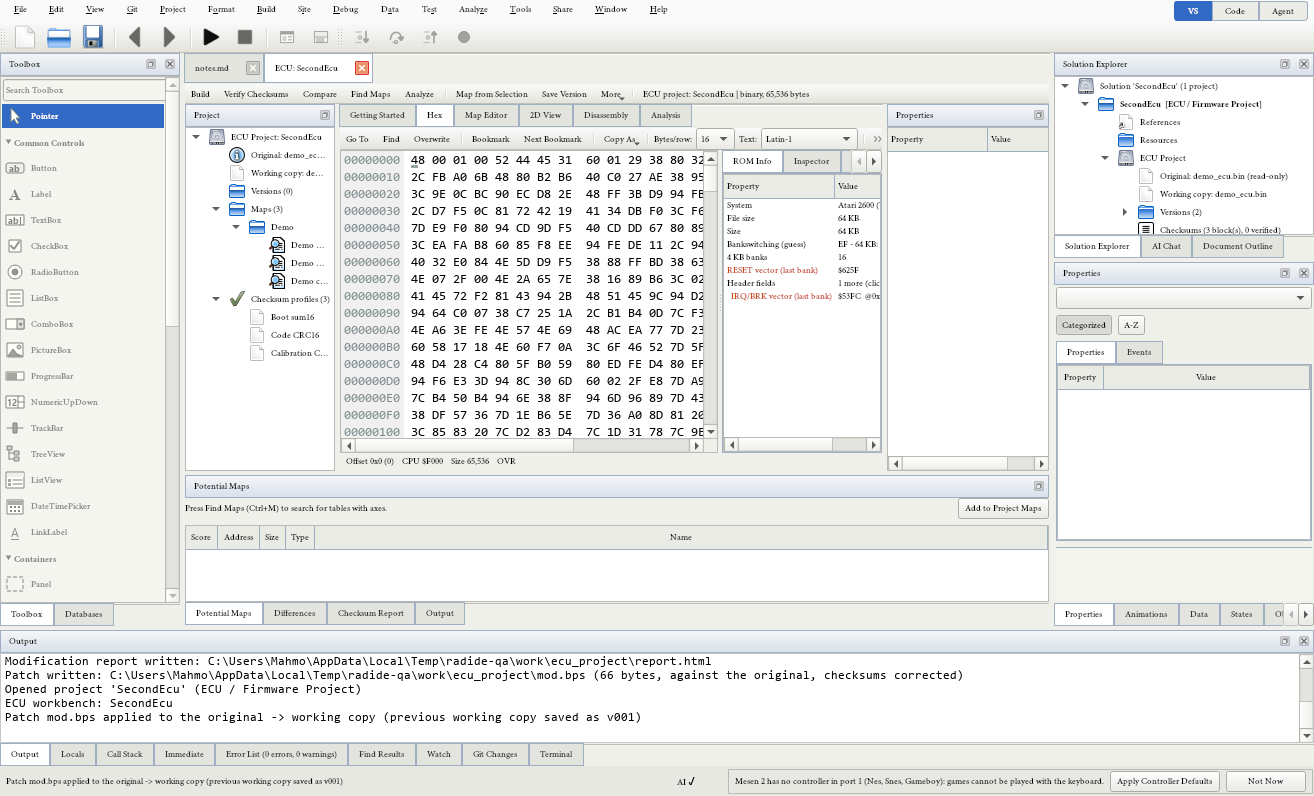 File Edit View Git Project Format Build Site Debug Data Test Analyze Tools Share Window Help
VS Code Agent
Toolbox
Search Toolbox
Pointer
Common Controls
Button
Label
TextBox
CheckBox
RadioButton
ListBox
ComboBox
PictureBox
ProgressBar
NumericUpDown
TrackBar
TreeView
ListView
DateTimePicker
LinkLabel
Containers
Panel
Toolbox Databases
notes.md ECU: SecondEcu
Build Verify Checksums Compare Find Maps Analyze Map from Selection Save Version More ECU project: SecondEcu | binary, 65,536 bytes
Project
ECU Project: SecondEcu
Original: demo_ec...
Working copy: de...
Versions (0)
Maps (3)
Demo
Demo ...
Demo ...
Demo c...
Checksum profiles (3)
Boot sum16
Code CRC16
Calibration C...
Getting Started Hex Map Editor 2D View Disassembly Analysis
Go To Find Overwrite Bookmark Next Bookmark Copy As Bytes/row: 16 Text: Latin-1
00000000 48 00 01 00 52 44 45 31 60 01 29 38 80 32
00000010 2C FB A0 6B 48 80 B2 B6 40 C0 27 AE 38 95
00000020 3C 9E 0C BC 90 EC D8 2E 48 FF 3B D9 94 FB
00000030 2C D7 F5 0C 81 72 42 19 41 34 DB F0 3C F6
00000040 7D E9 F0 80 94 CD 9D F5 40 CD DD 67 80 89
00000050 3C EA FA B8 60 85 F8 EE 94 FE DE 11 2C 94
00000060 40 32 E0 84 4E 5D D9 F5 38 88 FF BD 38 63
00000070 4E 07 2F 00 4E 2A 65 7E 38 16 89 B6 3C 02
00000080 41 45 72 F2 81 43 94 2B 48 51 45 9C 94 D2
00000090 94 64 C0 07 38 C7 25 1A 2C B1 B4 0D 7C F3
000000A0 4E A6 3E FE 4E 57 4E 69 48 AC EA 77 7D 23
000000B0 60 58 17 18 4E 60 F7 0A 3C 6F 46 52 7D 5F
000000C0 48 D4 28 C4 80 5F B0 59 80 ED FE D4 80 EF
000000D0 94 F6 E3 3D 94 8C 30 6D 60 02 2F E8 7D A9
000000E0 7C B4 50 B4 94 6E 38 8F 94 6D 96 89 7D 43
000000F0 38 DF 57 36 7D 1E B6 5E 7D 36 A0 8D 81 20
00000100 3C 85 83 20 7C D2 83 D4 7C 1D 31 78 7C 9E
Offset 0x0 (0) CPU $F000 Size 65,536 OVR
ROM Info Inspector
Property Value
System Atari 2600 (
File size 64 KB
Size 64 KB
Bankswitching (guess) EF - 64 KB:
4 KB banks 16
RESET vector (last bank) $625F
Header fields 1 more (clic
IRQ/BRK vector (last bank) $53FC @0x
Properties
Property Value
Potential Maps
Press Find Maps (Ctrl+M) to search for tables with axes.
Add to Project Maps
Score Address Size Type Name
Potential Maps Differences Checksum Report Output
Solution Explorer
Solution 'SecondEcu' (1 project)
SecondEcu [ECU / Firmware Project]
References
Resources
ECU Project
Original: demo_ecu.bin (read-only)
Working copy: demo_ecu.bin
Versions (2)
Checksums (3 block(s), 0 verified)
Solution Explorer AI Chat Document Outline
Properties
Categorized A-Z
Properties Events
Property Value
Properties Animations Data States
Output
Modification report written: C:\Users\Mahmo\AppData\Local\Temp\radide-qa\work\ecu_project\report.html
Patch written: C:\Users\Mahmo\AppData\Local\Temp\radide-qa\work\ecu_project\mod.bps (66 bytes, against the original, checksums corrected)
Opened project 'SecondEcu' (ECU / Firmware Project)
ECU workbench: SecondEcu
Patch mod.bps applied to the original -> working copy (previous working copy saved as v001)
Output Locals Call Stack Immediate Error List (0 errors, 0 warnings) Find Results Watch Git Changes Terminal
Patch mod.bps applied to the original -> working copy (previous working copy saved as v001)
AI ✓
Mesen 2 has no controller in port 1 (Nes, Snes, Gameboy): games cannot be played with the keyboard. Apply Controller Defaults Not Now